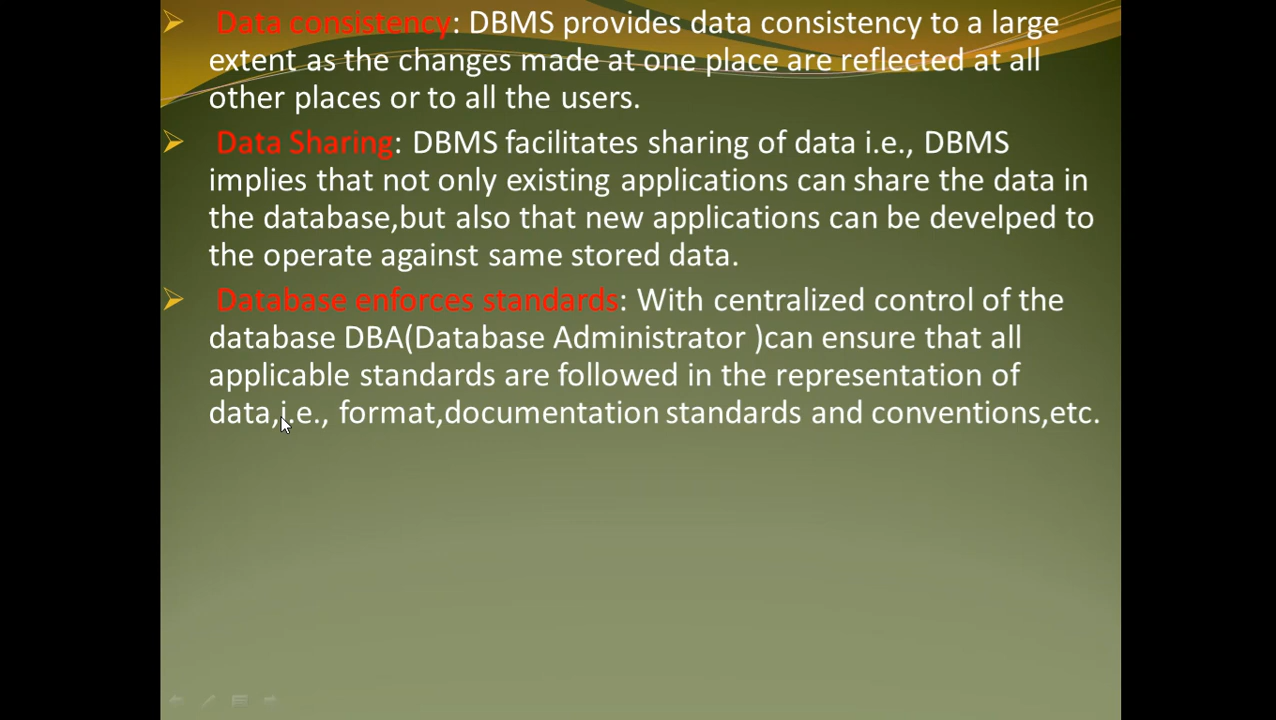 Data consistency: DBMS provides data consistency to a large
extent as the changes made at one place are reflected at all
other places or to all the users.
Data Sharing: DBMS facilitates sharing of data i.e., DBMS
implies that not only existing applications can share the data in
the database,but also that new applications can be develped to
the operate against same stored data.
Database enforces standards: With centralized control of the
database DBA(Database Administrator )can ensure that all
applicable standards are followed in the representation of
data,i.e., format,documentation standards and conventions,etc.